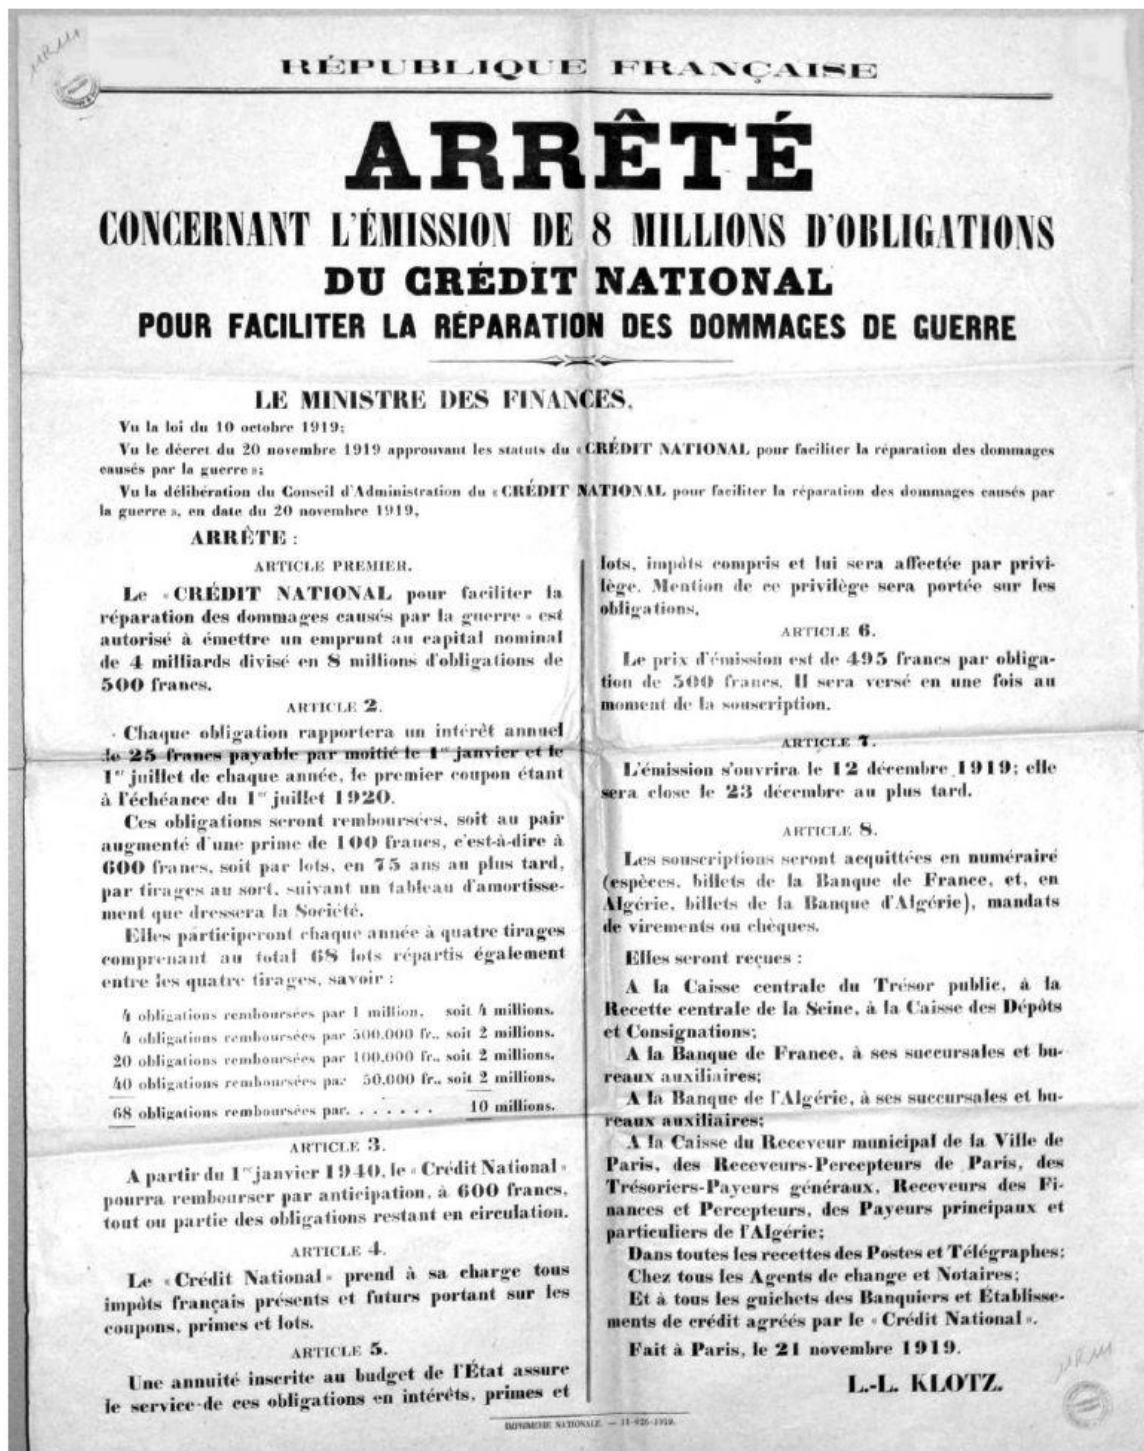 RÉPUBLIQUE FRANÇAISE
ARRÊTÉ
CONCERNANT L'ÉMISSION DE 8 MILLIONS D'OBLIGATIONS
DU CRÉDIT NATIONAL
POUR FACILITER LA RÉPARATION DES DOMMAGES DE GUERRE
LE MINISTRE DES FINANCES,
Vu la loi du 10 octobre 1919;
Vu le décret du 20 novembre 1919 approuvant les statuts du « CRÉDIT NATIONAL pour faciliter la réparation des dommages
causés par la guerre »;
Vu la délibération du Conseil d'Administration du « CRÉDIT NATIONAL pour faciliter la réparation des dommages causés par
la guerre », en date du 20 novembre 1919,
ARRÊTE :
ARTICLE PREMIER.
Le « CRÉDIT NATIONAL pour faciliter la
réparation des dommages causés par la guerre » est
autorisé à émettre un emprunt au capital nominal
de 4 milliards divisé en 8 millions d'obligations de
500 francs.
ARTICLE 2.
Chaque obligation rapportera un intérêt annuel
de 25 francs payable par moitié le 1er janvier et le
1er juillet de chaque année, le premier coupon étant
à l'échéance du 1er juillet 1920.
Ces obligations seront remboursées, soit au pair
augmenté d'une prime de 100 francs, c'est-à-dire à
600 francs, soit par lots, en 75 ans au plus tard,
par tirages au sort, suivant un tableau d'amortisse-
ment que dressera la Société.
Elles participeront chaque année à quatre tirages
comprenant au total 68 lots répartis également
entre les quatre tirages, savoir :
4 obligations remboursées par 1 million, soit 4 millions.
4 obligations remboursées par 500.000 fr., soit 2 millions.
20 obligations remboursées par 100.000 fr., soit 2 millions.
40 obligations remboursées par 50.000 fr., soit 2 millions.
68 obligations remboursées par. . . . . . . 10 millions.
ARTICLE 3.
A partir du 1er janvier 1940, le « Crédit National »
pourra rembourser par anticipation, à 600 francs,
tout ou partie des obligations restant en circulation.
ARTICLE 4.
Le « Crédit National » prend à sa charge tous
impôts français présents et futurs portant sur les
coupons, primes et lots.
ARTICLE 5.
Une annuité inscrite au budget de l'État assure
le service de ces obligations en intérêts, primes et
lots, impôts compris et lui sera affectée par privi-
lège. Mention de ce privilège sera portée sur les
obligations.
ARTICLE 6.
Le prix d'émission est de 495 francs par obliga-
tion de 500 francs. Il sera versé en une fois au
moment de la souscription.
ARTICLE 7.
L'émission s'ouvrira le 12 décembre 1919; elle
sera close le 23 décembre au plus tard.
ARTICLE 8.
Les souscriptions seront acquittées en numéraire
(espèces, billets de la Banque de France, et, en
Algérie, billets de la Banque d'Algérie), mandats
de virements ou chèques.
Elles seront reçues :
A la Caisse centrale du Trésor public, à la
Recette centrale de la Seine, à la Caisse des Dépôts
et Consignations;
A la Banque de France, à ses succursales et bu-
reaux auxiliaires;
A la Banque de l'Algérie, à ses succursales et bu-
reaux auxiliaires;
A la Caisse du Receveur municipal de la Ville de
Paris, des Receveurs-Percepteurs de Paris, des
Trésoriers-Payeurs généraux, Receveurs des Fi-
nances et Percepteurs, des Payeurs principaux et
particuliers de l'Algérie;
Dans toutes les recettes des Postes et Télégraphes;
Chez tous les Agents de change et Notaires;
Et à tous les guichets des Banquiers et Établisse-
ments de crédit agréés par le « Crédit National ».
Fait à Paris, le 21 novembre 1919.
L.-L. KLOTZ.
IMPRIMERIE NATIONALE. — 11-926-1919.